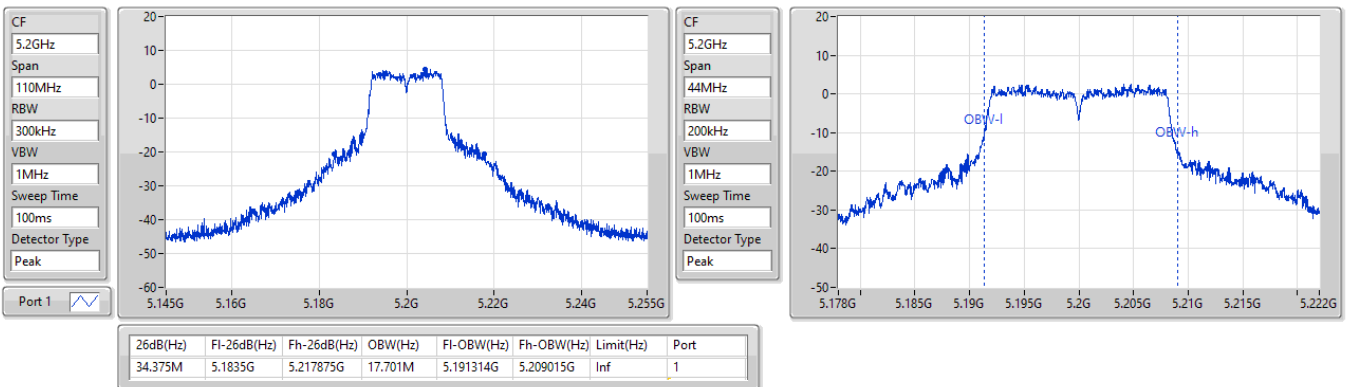 CF
5.2GHz
Span
110MHz
RBW
300kHz
VBW
1MHz
Sweep Time
100ms
Detector Type
Peak
Port 1
20
10
0
-10
-20
-30
-40
-50
-60
5.145G 5.16G 5.18G 5.2G 5.22G 5.24G 5.255G
CF
5.2GHz
Span
44MHz
RBW
200kHz
VBW
1MHz
Sweep Time
100ms
Detector Type
Peak
20
10
0
-10
-20
-30
-40
-50
OBW-l
OBW-h
5.178G 5.185G 5.19G 5.195G 5.2G 5.205G 5.21G 5.215G 5.222G
26dB(Hz) Fl-26dB(Hz) Fh-26dB(Hz) OBW(Hz) Fl-OBW(Hz) Fh-OBW(Hz) Limit(Hz) Port
34.375M 5.1835G 5.217875G 17.701M 5.191314G 5.209015G Inf 1